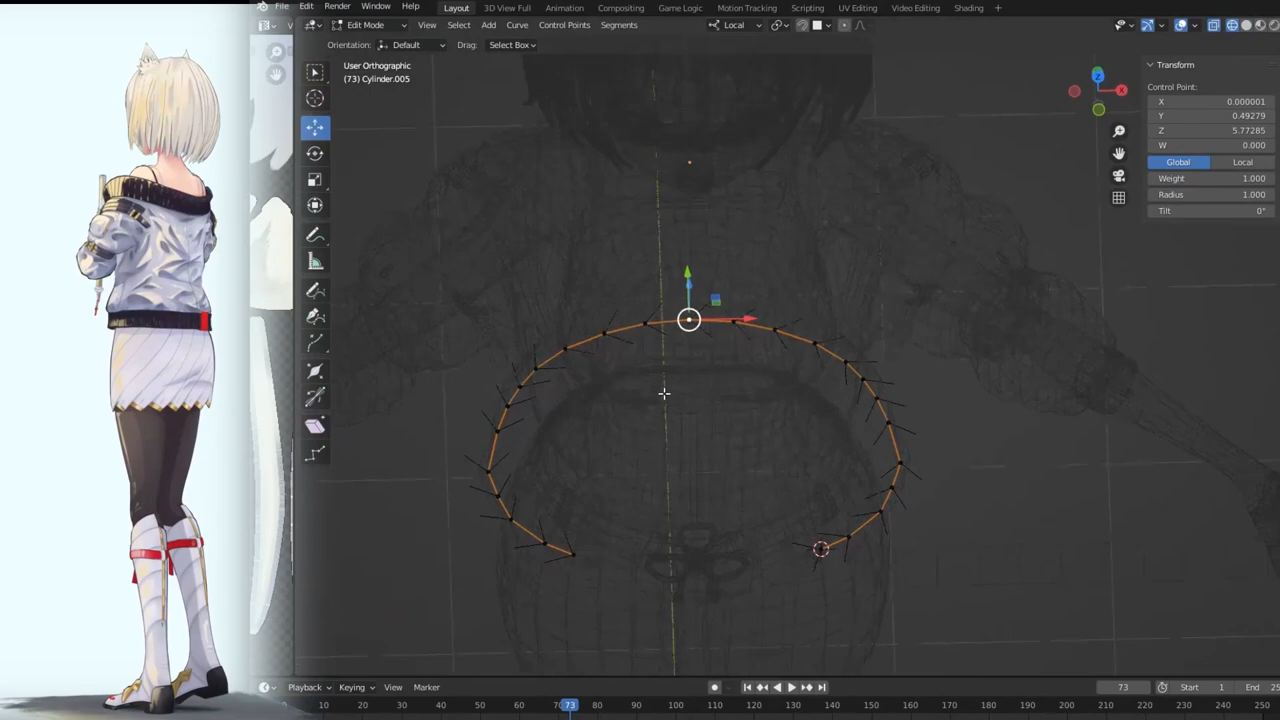 File Edit Render Window Help Layout 3D View Full Animation Compositing Game Logic Motion Tracking Scripting UV Editing Video Editing Shading +
Edit Mode View Select Add Curve Control Points Segments Local
Orientation: Default Drag: Select Box
User Orthographic
(73) Cylinder.005
Z
X
Transform
Control Point:
X 0.000001
Y 0.49279
Z 5.77285
W 0.000
Global Local
Weight 1.000
Radius 1.000
Tilt 0°
Playback Keying View Marker 73 Start 1 End 25
10 20 30 40 50 60 70 73 80 90 100 110 120 130 140 150 160 170 180 190 200 210 220 230 240 250